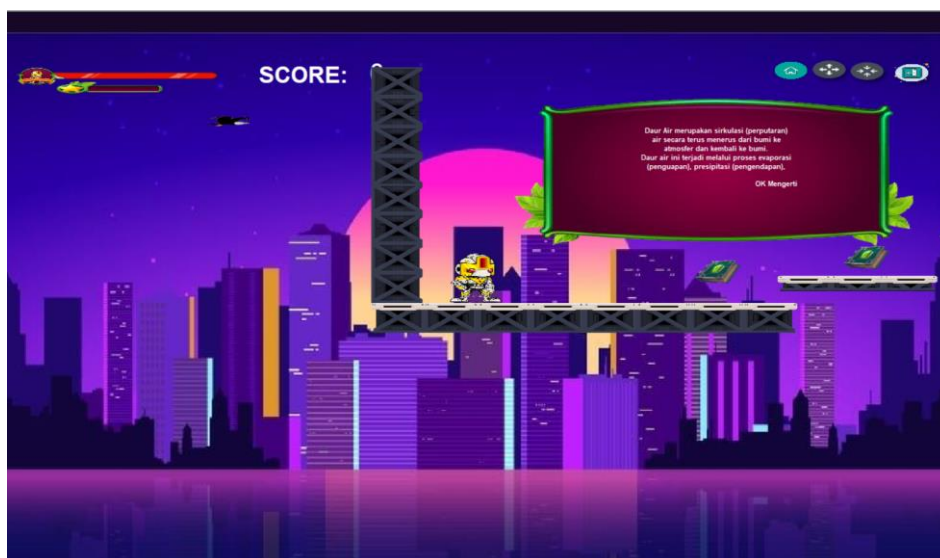 SCORE:
Daur Air merupakan sirkulasi (perputaran)
air secara terus menerus dari bumi ke
atmosfer dan kembali ke bumi.
Daur air ini terjadi melalui proses evaporasi
(penguapan), presipitasi (pengendapan),
OK Mengerti